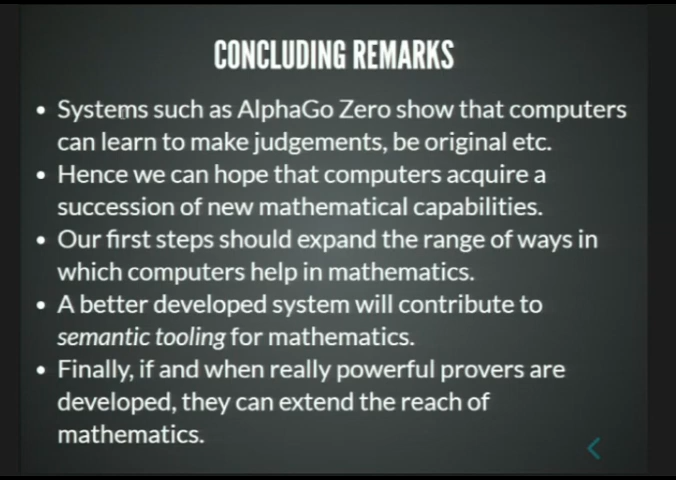 CONCLUDING REMARKS
• Systems such as AlphaGo Zero show that computers
can learn to make judgements, be original etc.
• Hence we can hope that computers acquire a
succession of new mathematical capabilities.
• Our first steps should expand the range of ways in
which computers help in mathematics.
• A better developed system will contribute to
semantic tooling for mathematics.
• Finally, if and when really powerful provers are
developed, they can extend the reach of
mathematics.